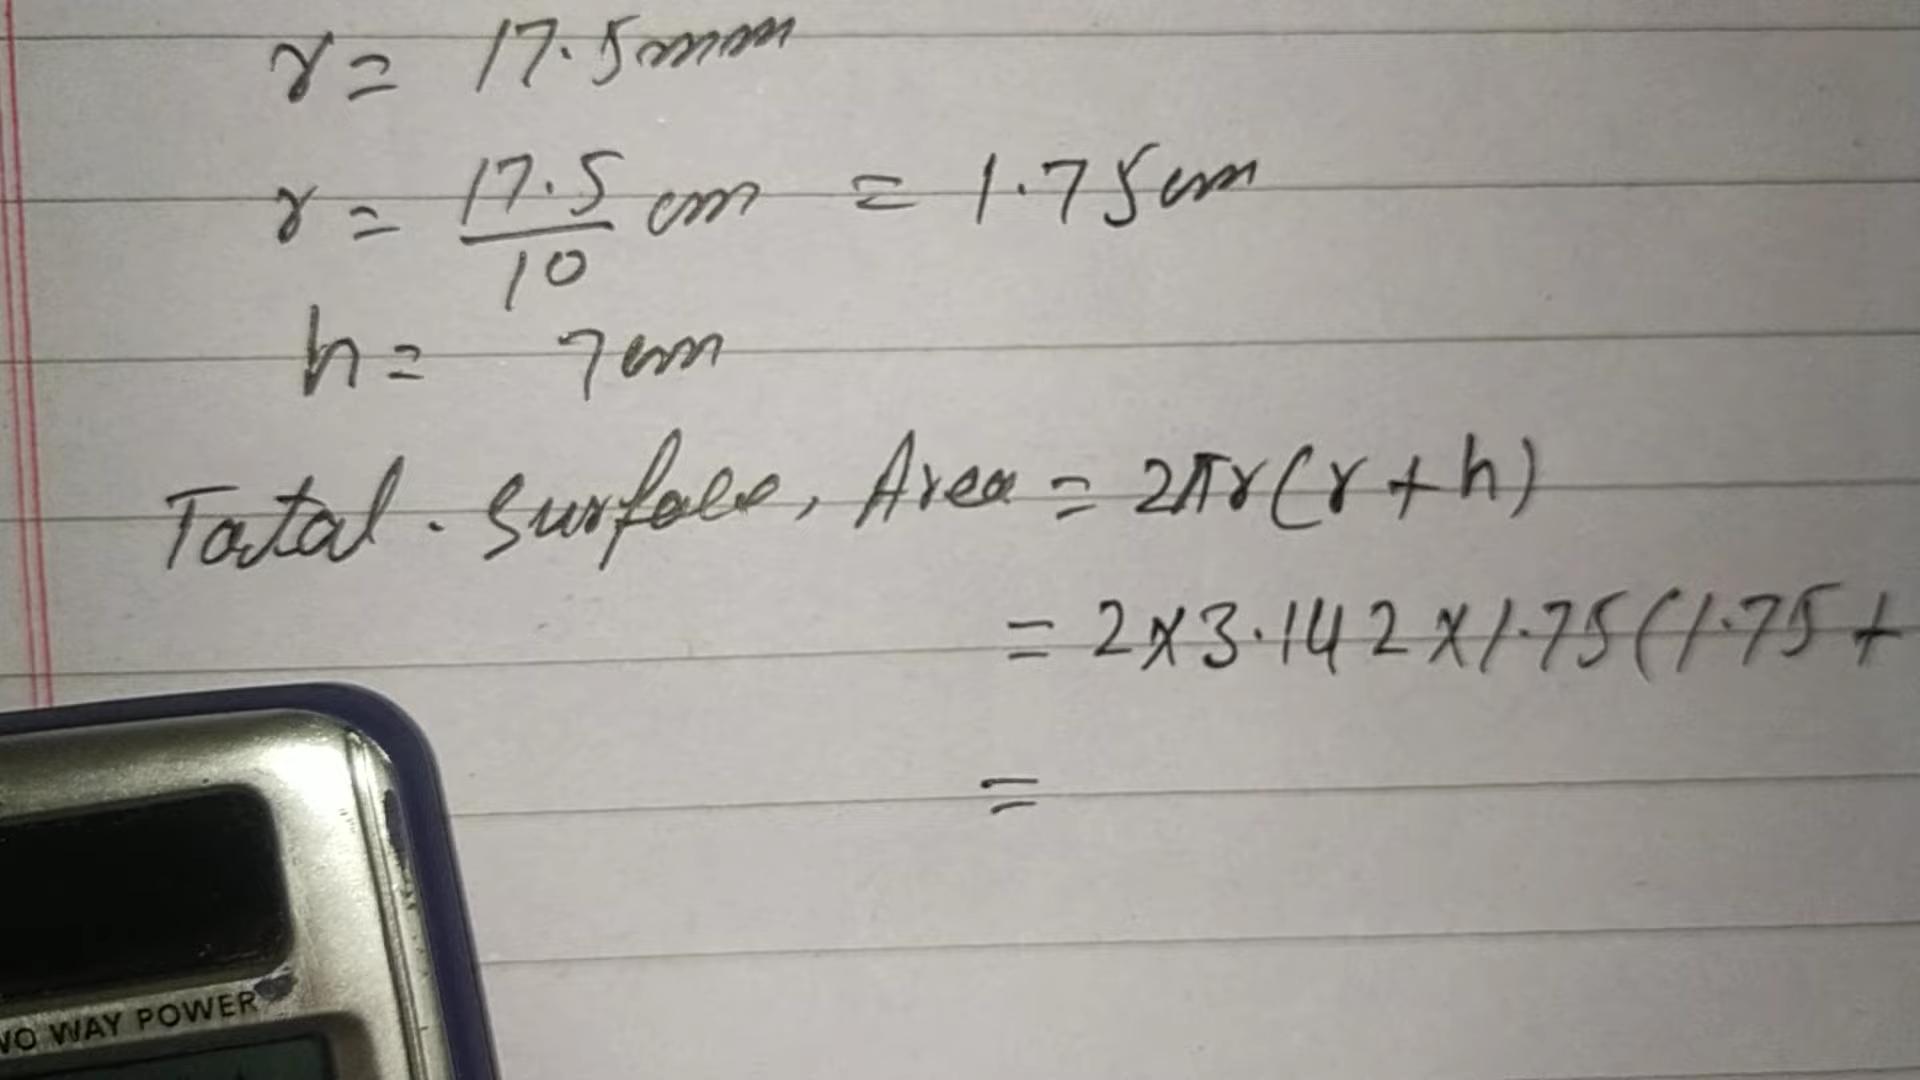 r = 17.5mm
r = 17.5/10 cm = 1.75cm
h = 7cm
Total. Surface, Area = 2πr(r+h)
= 2×3.142×1.75(1.75+
=
WO WAY POWER